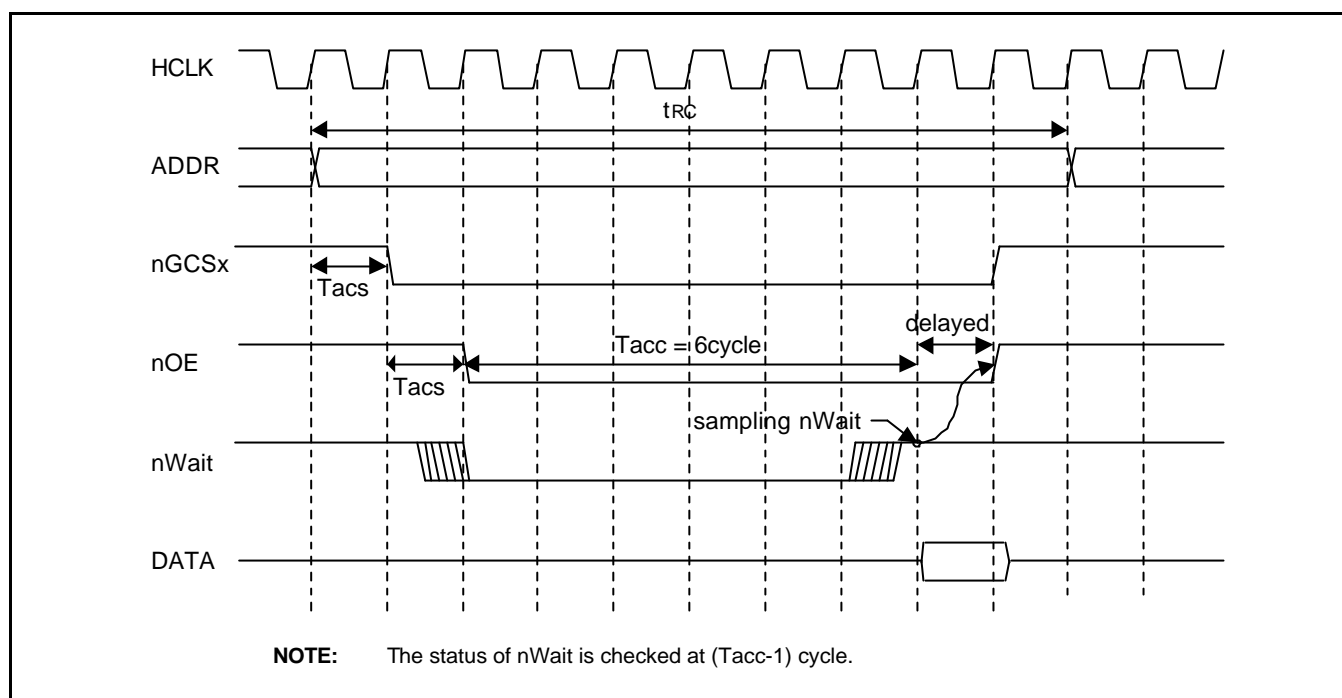 HCLK
tRC
ADDR
nGCSx
Tacs
delayed
nOE
Tacc = 6cycle
Tacs
sampling nWait
nWait
DATA
NOTE: The status of nWait is checked at (Tacc-1) cycle.